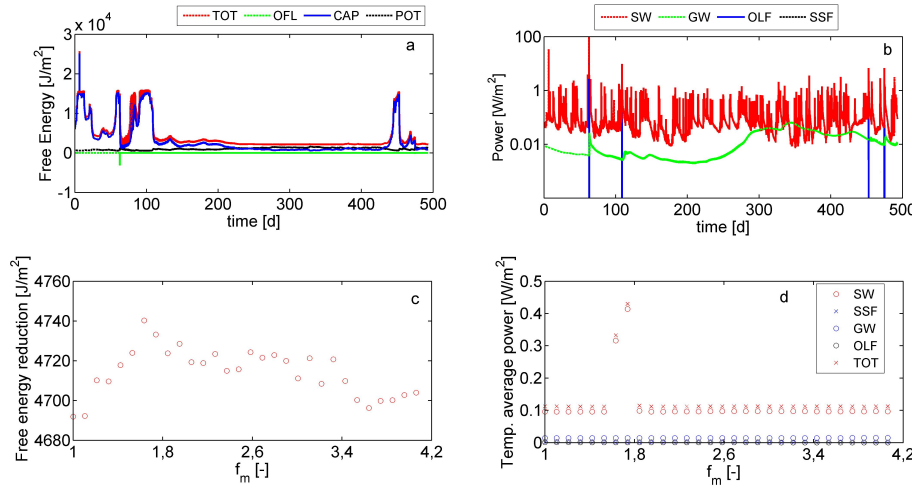 TOT OFL CAP POT
x 10^4
a
3
2
1
0
-1
Free Energy [J/m^2]
0 100 200 300 400 500
time [d]
SW GW OLF SSF
b
100
1
0.01
Power [W/m^2]
0 100 200 300 400 500
time [d]
c
4760
4740
4720
4700
4680
Free energy reduction [J/m^2]
1 1,8 2,6 3,4 4,2
f_m [-]
d
SW
SSF
GW
OLF
TOT
0.5
0.4
0.3
0.2
0.1
0
Temp. average power [W/m^2]
1 1,8 2,6 3,4 4,2
f_m [-]